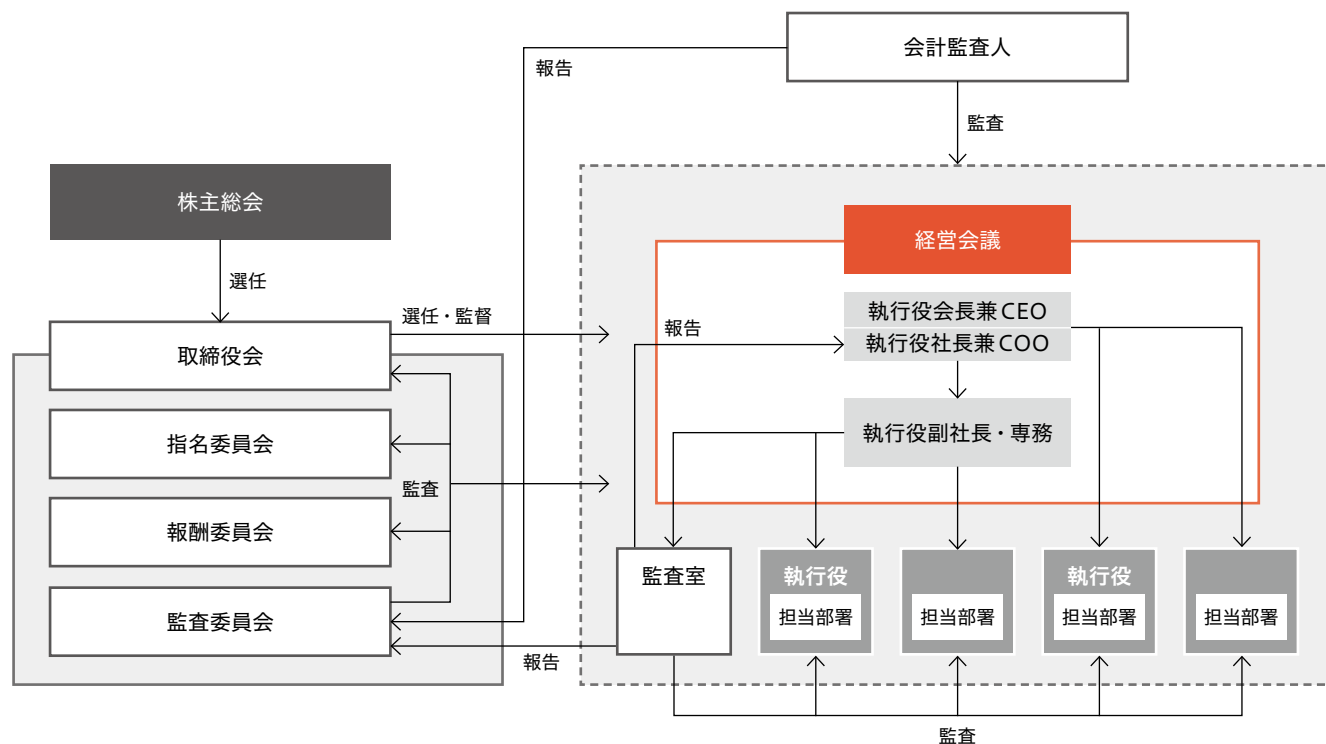 会計監査人
報告
監査
株主総会
選任
経営会議
選任・監督
取締役会
執行役会長兼CEO
執行役社長兼COO
報告
指名委員会
執行役副社長・専務
監査
報酬委員会
監査委員会
監査室
執行役
担当部署
担当部署
執行役
担当部署
担当部署
報告
監査